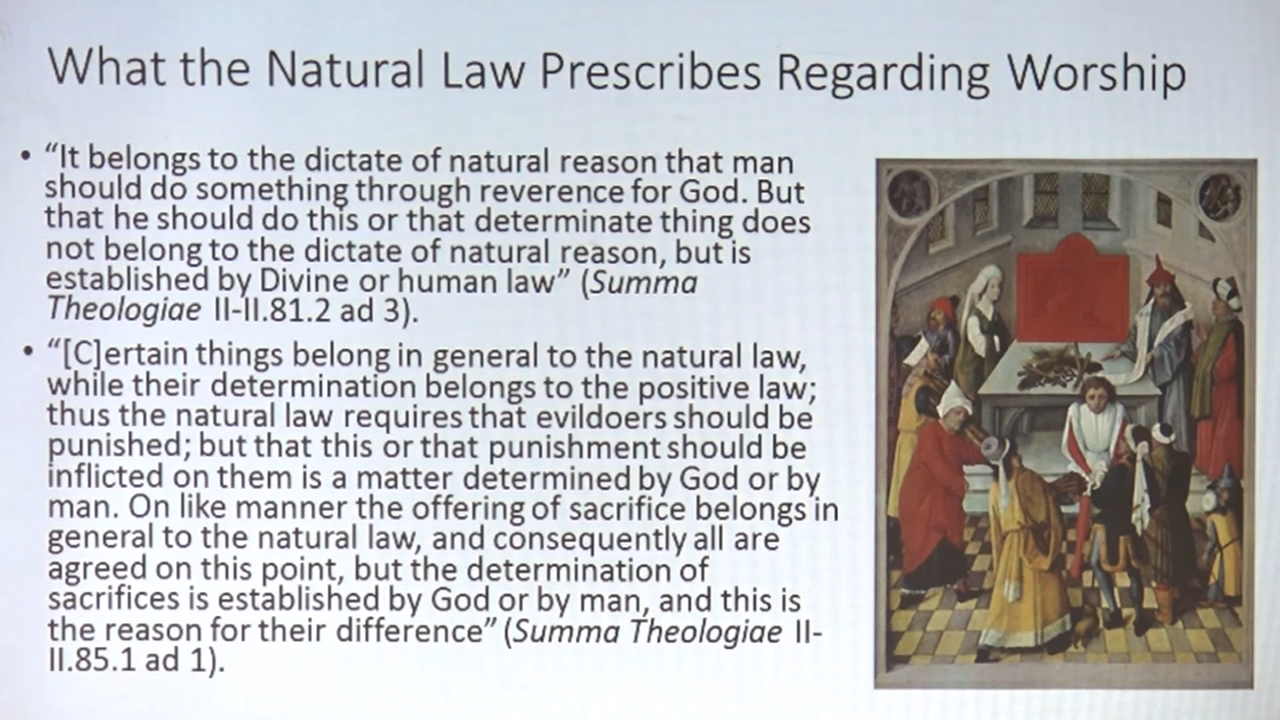 What the Natural Law Prescribes Regarding Worship
• “It belongs to the dictate of natural reason that man
should do something through reverence for God. But
that he should do this or that determinate thing does
not belong to the dictate of natural reason, but is
established by Divine or human law” (Summa
Theologiae II-II.81.2 ad 3).
• “[C]ertain things belong in general to the natural law,
while their determination belongs to the positive law;
thus the natural law requires that evildoers should be
punished; but that this or that punishment should be
inflicted on them is a matter determined by God or by
man. On like manner the offering of sacrifice belongs in
general to the natural law, and consequently all are
agreed on this point, but the determination of
sacrifices is established by God or by man, and this is
the reason for their difference” (Summa Theologiae II-
II.85.1 ad 1).